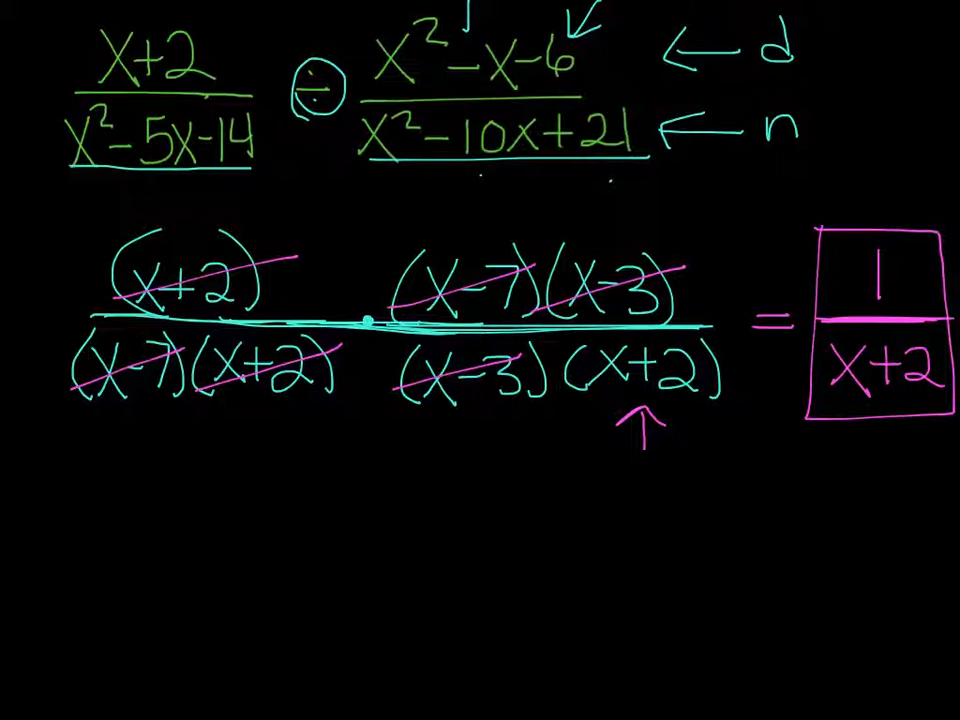 x+2 ÷ x² - x - 6 ← d
x² - 5x - 14 x² - 10x + 21 ← n
(x+2) · (x-7)(x-3) = 1
(x-7)(x+2) (x-3)(x+2) x+2